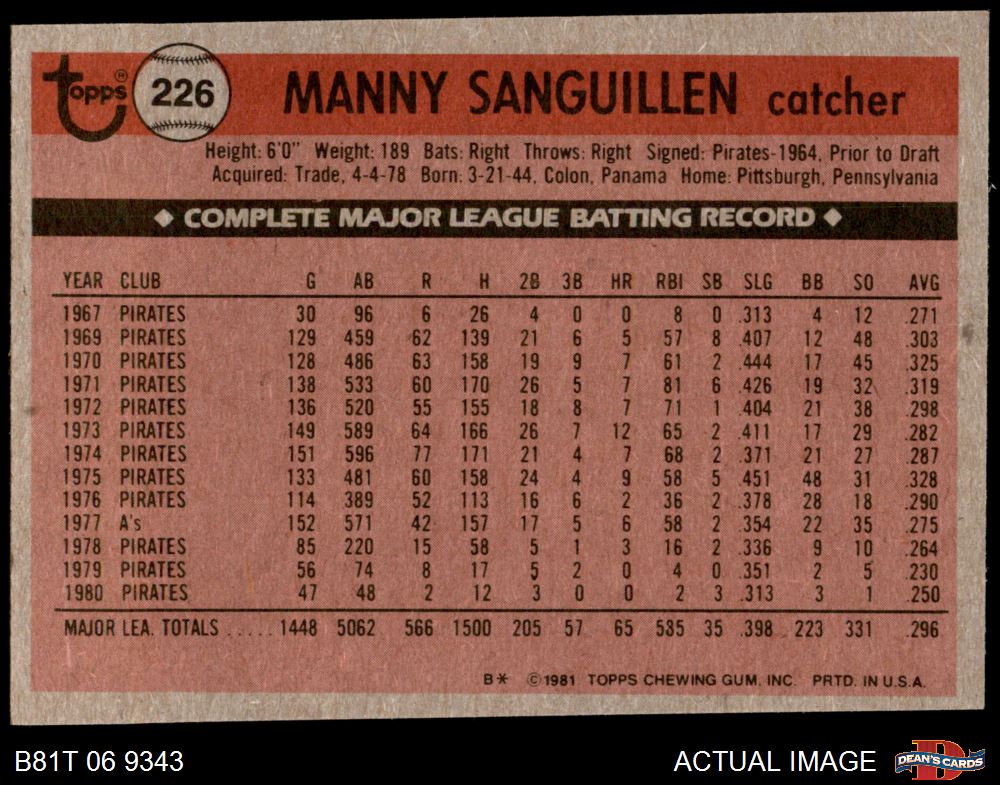 Topps® 226 MANNY SANGUILLEN catcher
Height: 6'0" Weight: 189 Bats: Right Throws: Right Signed: Pirates-1964, Prior to Draft
Acquired: Trade, 4-4-78 Born: 3-21-44, Colon, Panama Home: Pittsburgh, Pennsylvania
◆ COMPLETE MAJOR LEAGUE BATTING RECORD ◆
YEAR CLUB G AB R H 2B 3B HR RBI SB SLG BB SO AVG
1967 PIRATES 30 96 6 26 4 0 0 8 0 .313 4 12 .271
1969 PIRATES 129 459 62 139 21 6 5 57 8 .407 12 48 .303
1970 PIRATES 128 486 63 158 19 9 7 61 2 .444 17 45 .325
1971 PIRATES 138 533 60 170 26 5 7 81 6 .426 19 32 .319
1972 PIRATES 136 520 55 155 18 8 7 71 1 .404 21 38 .298
1973 PIRATES 149 589 64 166 26 7 12 65 2 .411 17 29 .282
1974 PIRATES 151 596 77 171 21 4 7 68 2 .371 21 27 .287
1975 PIRATES 133 481 60 158 24 4 9 58 5 .451 48 31 .328
1976 PIRATES 114 389 52 113 16 6 2 36 2 .378 28 18 .290
1977 A's 152 571 42 157 17 5 6 58 2 .354 22 35 .275
1978 PIRATES 85 220 15 58 5 1 3 16 2 .336 9 10 .264
1979 PIRATES 56 74 8 17 5 2 0 4 0 .351 2 5 .230
1980 PIRATES 47 48 2 12 3 0 0 2 3 .313 3 1 .250
MAJOR LEA. TOTALS ..... 1448 5062 566 1500 205 57 65 585 35 .398 223 331 .296
B* ©1981 TOPPS CHEWING GUM, INC. PRTD. IN U.S.A.
B81T 06 9343 ACTUAL IMAGE DEAN'S CARDS